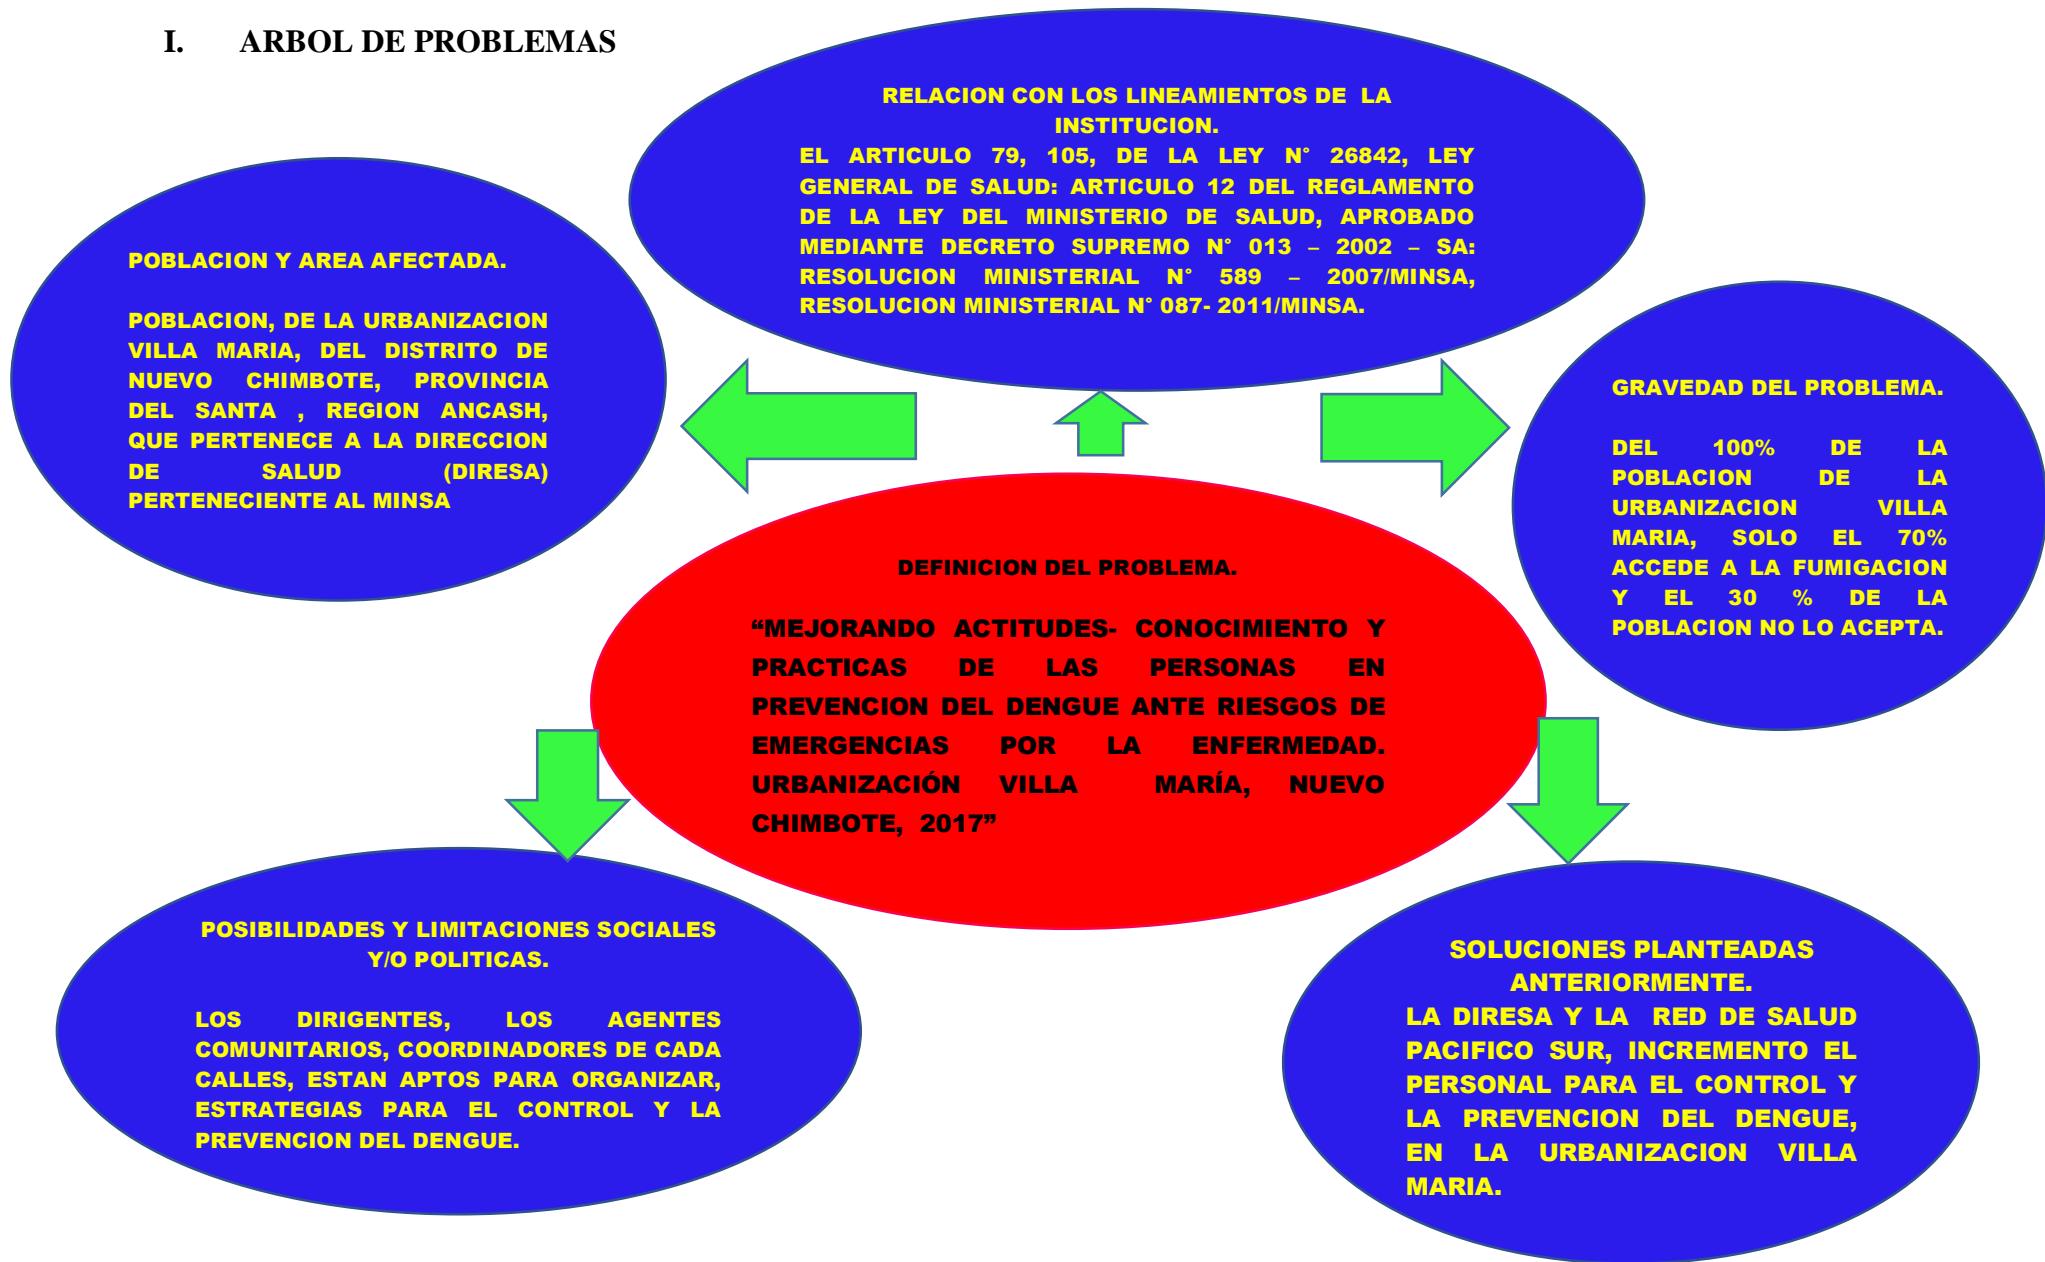 I. ARBOL DE PROBLEMAS
RELACION CON LOS LINEAMIENTOS DE LA
INSTITUCION.
EL ARTICULO 79, 105, DE LA LEY N° 26842, LEY
GENERAL DE SALUD: ARTICULO 12 DEL REGLAMENTO
DE LA LEY DEL MINISTERIO DE SALUD, APROBADO
MEDIANTE DECRETO SUPREMO N° 013 – 2002 – SA:
RESOLUCION MINISTERIAL N° 589 – 2007/MINSA,
RESOLUCION MINISTERIAL N° 087- 2011/MINSA.
POBLACION Y AREA AFECTADA.
POBLACION, DE LA URBANIZACION
VILLA MARIA, DEL DISTRITO DE
NUEVO CHIMBOTE, PROVINCIA
DEL SANTA , REGION ANCASH,
QUE PERTENECE A LA DIRECCION
DE SALUD (DIRESA)
PERTENECIENTE AL MINSA
GRAVEDAD DEL PROBLEMA.
DEL 100% DE LA
POBLACION DE LA
URBANIZACION VILLA
MARIA, SOLO EL 70%
ACCEDE A LA FUMIGACION
Y EL 30 % DE LA
POBLACION NO LO ACEPTA.
DEFINICION DEL PROBLEMA.
“MEJORANDO ACTITUDES- CONOCIMIENTO Y
PRACTICAS DE LAS PERSONAS EN
PREVENCION DEL DENGUE ANTE RIESGOS DE
EMERGENCIAS POR LA ENFERMEDAD.
URBANIZACIÓN VILLA MARÍA, NUEVO
CHIMBOTE, 2017”
POSIBILIDADES Y LIMITACIONES SOCIALES
Y/O POLITICAS.
LOS DIRIGENTES, LOS AGENTES
COMUNITARIOS, COORDINADORES DE CADA
CALLES, ESTAN APTOS PARA ORGANIZAR,
ESTRATEGIAS PARA EL CONTROL Y LA
PREVENCION DEL DENGUE.
SOLUCIONES PLANTEADAS
ANTERIORMENTE.
LA DIRESA Y LA RED DE SALUD
PACIFICO SUR, INCREMENTO EL
PERSONAL PARA EL CONTROL Y
LA PREVENCION DEL DENGUE,
EN LA URBANIZACION VILLA
MARIA.